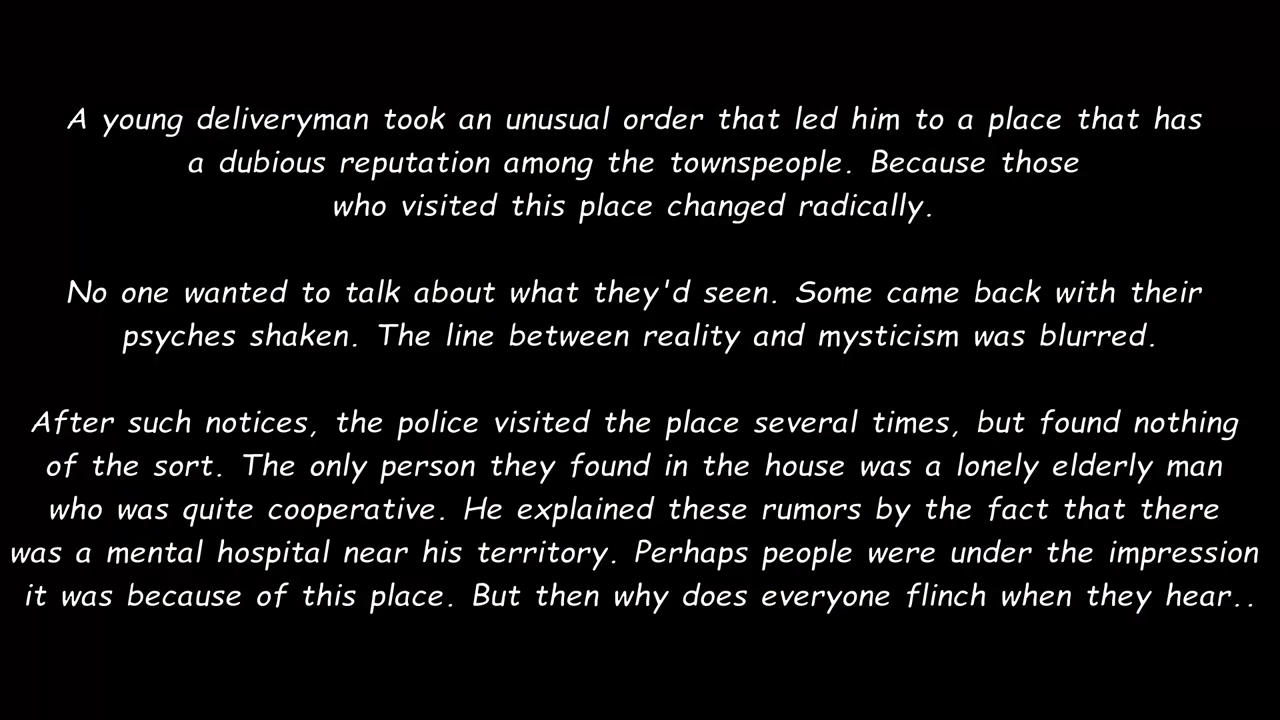 A young deliveryman took an unusual order that led him to a place that has
a dubious reputation among the townspeople. Because those
who visited this place changed radically.
No one wanted to talk about what they'd seen. Some came back with their
psyches shaken. The line between reality and mysticism was blurred.
After such notices, the police visited the place several times, but found nothing
of the sort. The only person they found in the house was a lonely elderly man
who was quite cooperative. He explained these rumors by the fact that there
was a mental hospital near his territory. Perhaps people were under the impression
it was because of this place. But then why does everyone flinch when they hear..